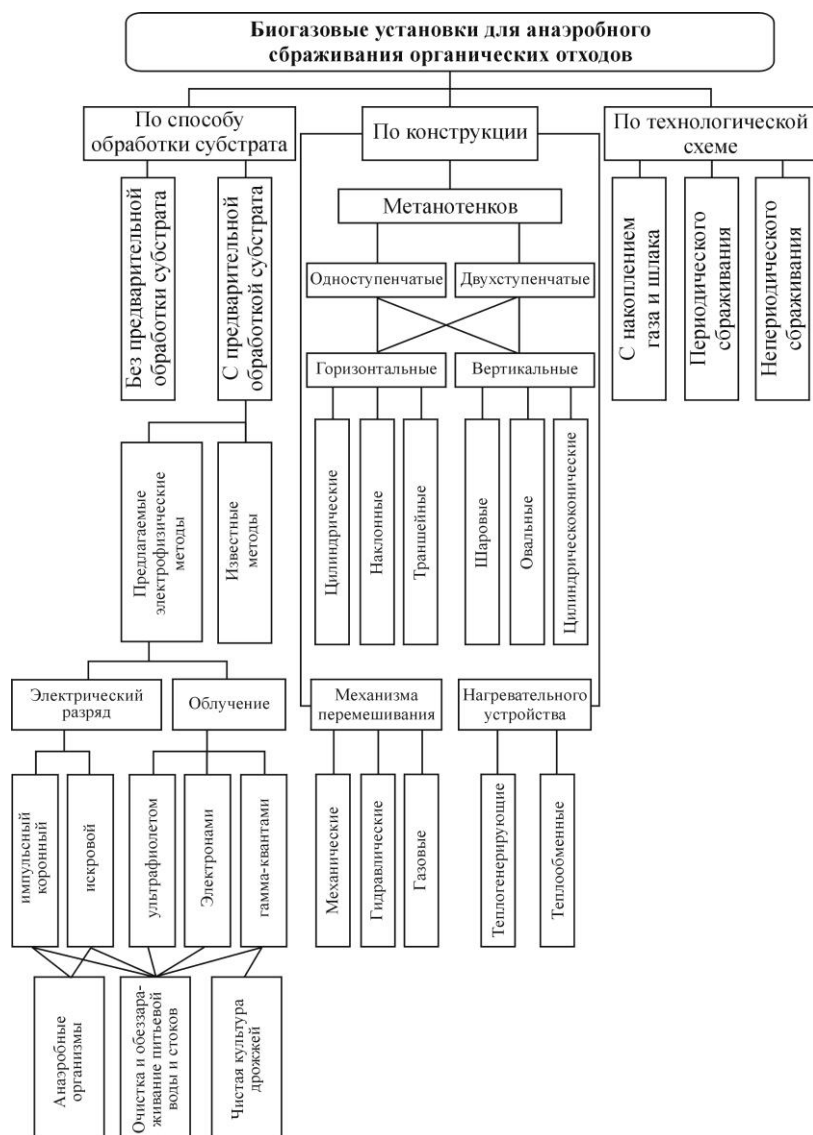 Биогазовые установки для анаэробного
сбраживания органических отходов
По способу
обработки субстрата
По конструкции
По технологической
схеме
Без предварительной
обработки субстрата
С предварительной
обработкой субстрата
Метанотенков
С накоплением
газа и шлака
Периодического
сбраживания
Непериодического
сбраживания
Одноступенчатые
Двухступенчатые
Горизонтальные
Вертикальные
Цилиндрические
Наклонные
Траншейные
Шаровые
Овальные
Цилиндрическоконические
Предлагаемые
электрофизические
методы
Известные
методы
Электрический
разряд
Облучение
Механизма
перемешивания
Нагревательного
устройства
импульсный
коронный
искровой
ультрафиолетом
Электронами
гамма-квантами
Механические
Гидравлические
Газовые
Теплогенерирующие
Теплообменные
Анаэробные
организмы
Очистка и обеззара-
живание питьевой
воды и стоков
Чистая культура
дрожжей